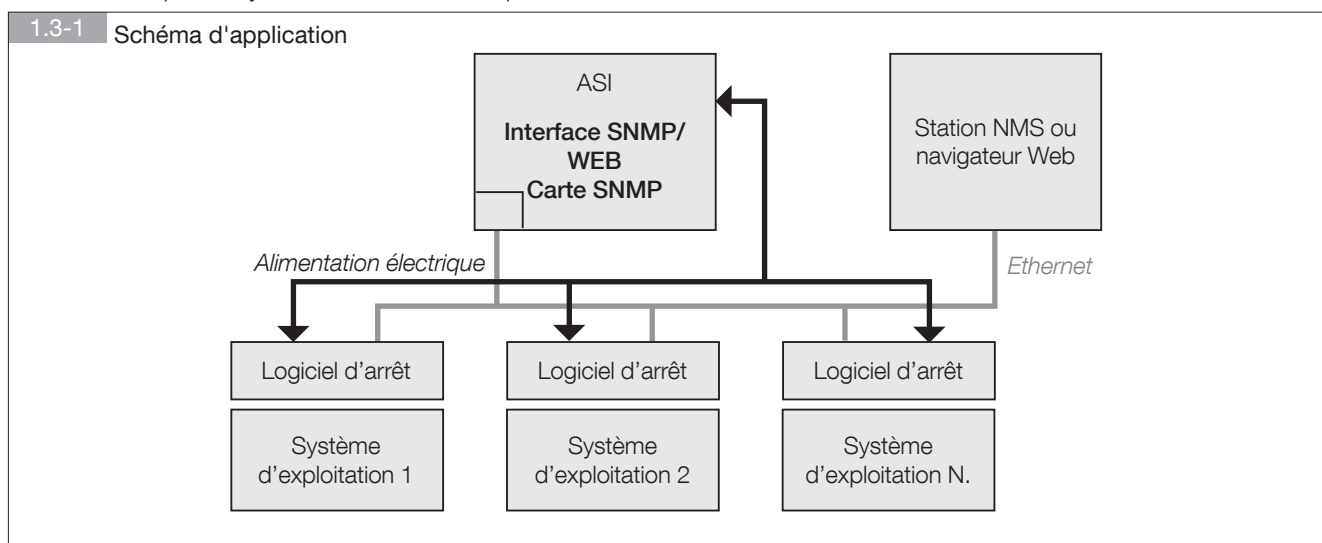 1.3-1 Schéma d'application
ASI
Interface SNMP/
WEB
Carte SNMP
Station NMS ou
navigateur Web
Alimentation électrique
Ethernet
Logiciel d’arrêt
Logiciel d’arrêt
Logiciel d’arrêt
Système
d’exploitation 1
Système
d’exploitation 2
Système
d’exploitation N.